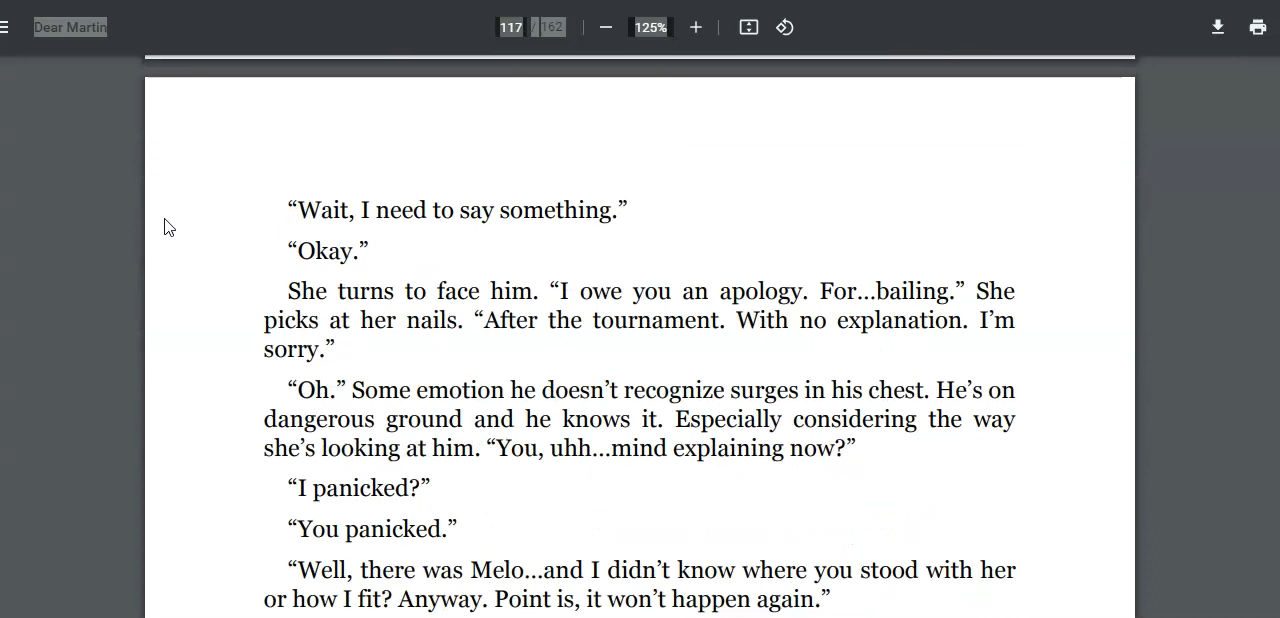 Dear Martin 117 / 162 125%
“Wait, I need to say something.”
“Okay.”
She turns to face him. “I owe you an apology. For...bailing.” She
picks at her nails. “After the tournament. With no explanation. I’m
sorry.”
“Oh.” Some emotion he doesn’t recognize surges in his chest. He’s on
dangerous ground and he knows it. Especially considering the way
she’s looking at him. “You, uhh...mind explaining now?”
“I panicked?”
“You panicked.”
“Well, there was Melo...and I didn’t know where you stood with her
or how I fit? Anyway. Point is, it won’t happen again.”